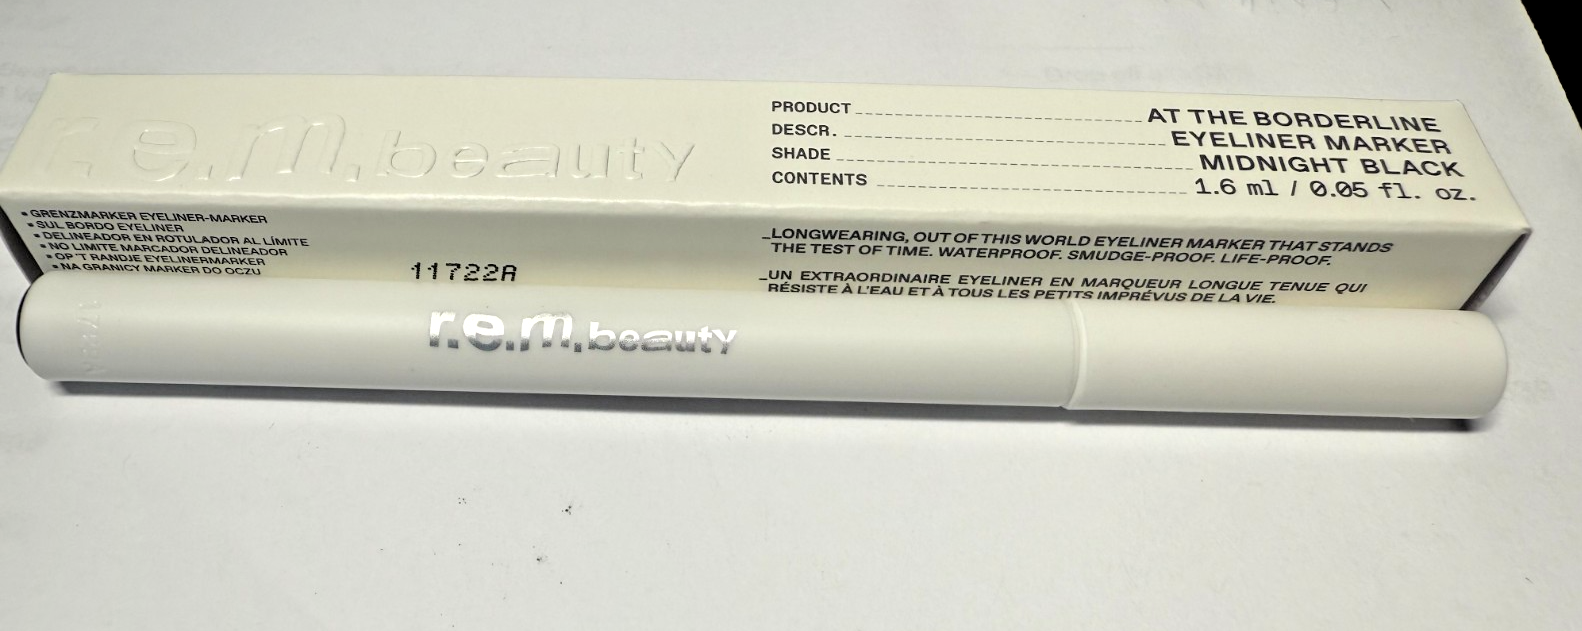 r.e.m.beauty
PRODUCT AT THE BORDERLINE
DESCR. EYELINER MARKER
SHADE MIDNIGHT BLACK
CONTENTS 1.6 ml / 0.05 fl. oz.
▪ GRENZMARKER EYELINER-MARKER
▪ SUL BORDO EYELINER
▪ DELINEADOR EN ROTULADOR AL LÍMITE
▪ NO LIMITE MARCADOR DELINEADOR
▪ OP 'T RANDJE EYELINERMARKER
▪ NA GRANICY MARKER DO OCZU
11722A
_LONGWEARING, OUT OF THIS WORLD EYELINER MARKER THAT STANDS
THE TEST OF TIME. WATERPROOF. SMUDGE-PROOF. LIFE-PROOF.
_UN EXTRAORDINAIRE EYELINER EN MARQUEUR LONGUE TENUE QUI
RÉSISTE À L'EAU ET À TOUS LES PETITS IMPRÉVUS DE LA VIE.
r.e.m.beauty